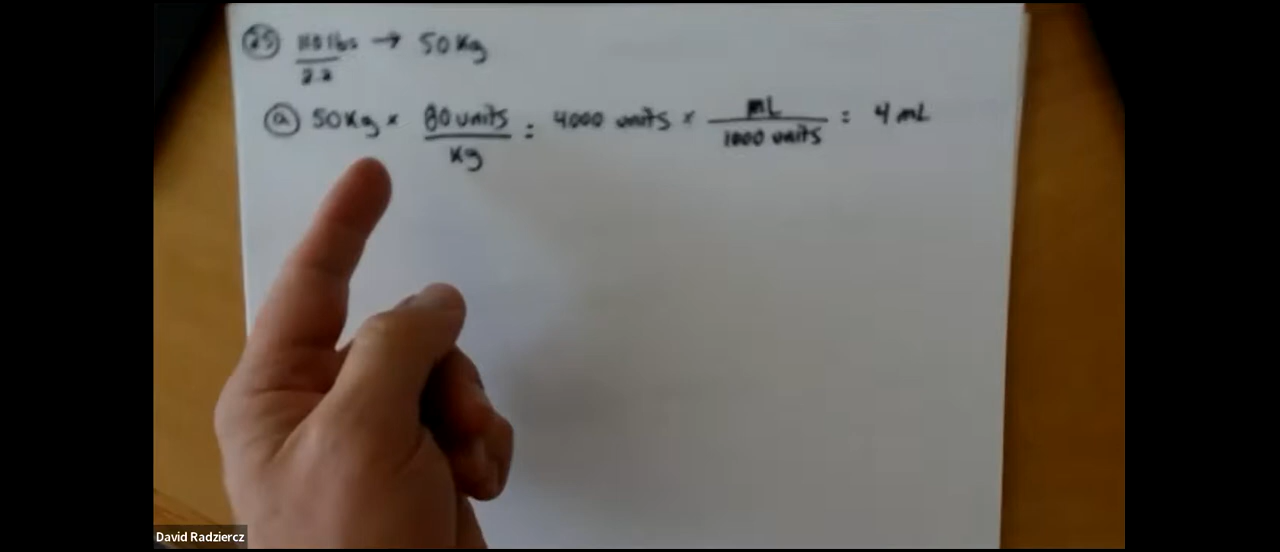 25 110 lbs → 50 Kg
2.2
a 50 Kg × 80 units = 4000 units × mL = 4 mL
Kg 1000 units
David Radziercz